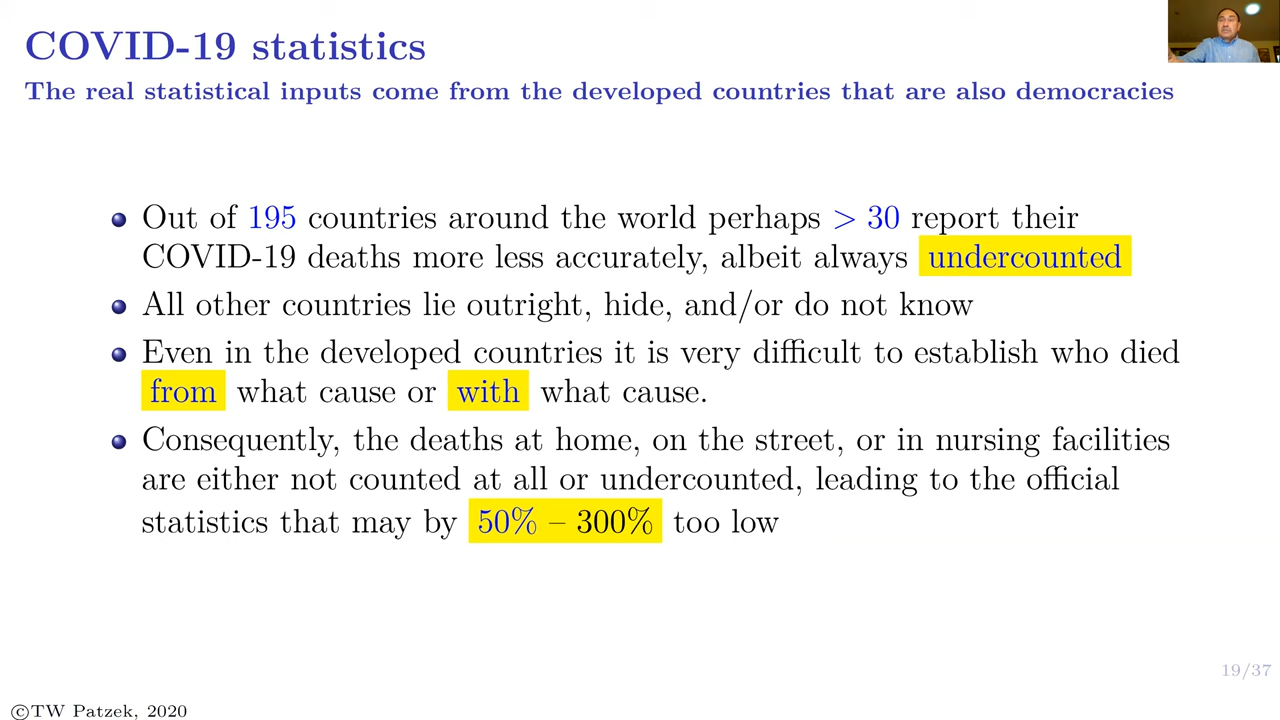 COVID-19 statistics
The real statistical inputs come from the developed countries that are also democracies
Out of 195 countries around the world perhaps > 30 report their
COVID-19 deaths more less accurately, albeit always undercounted
All other countries lie outright, hide, and/or do not know
Even in the developed countries it is very difficult to establish who died
from what cause or with what cause.
Consequently, the deaths at home, on the street, or in nursing facilities
are either not counted at all or undercounted, leading to the official
statistics that may by 50% – 300% too low
19/37
©TW Patzek, 2020